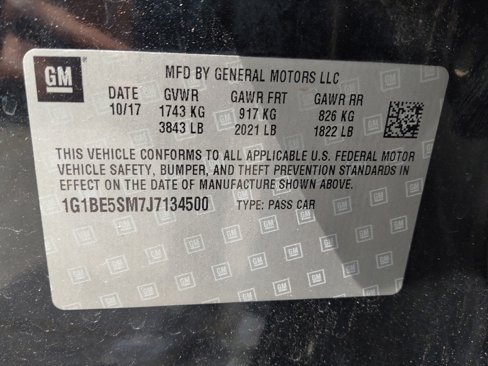 GM
MFD BY GENERAL MOTORS LLC
DATE GVWR GAWR FRT GAWR RR
10/17 1743 KG 917 KG 826 KG
3843 LB 2021 LB 1822 LB
THIS VEHICLE CONFORMS TO ALL APPLICABLE U.S. FEDERAL MOTOR
VEHICLE SAFETY, BUMPER, AND THEFT PREVENTION STANDARDS IN
EFFECT ON THE DATE OF MANUFACTURE SHOWN ABOVE.
1G1BE5SM7J7134500 TYPE: PASS CAR